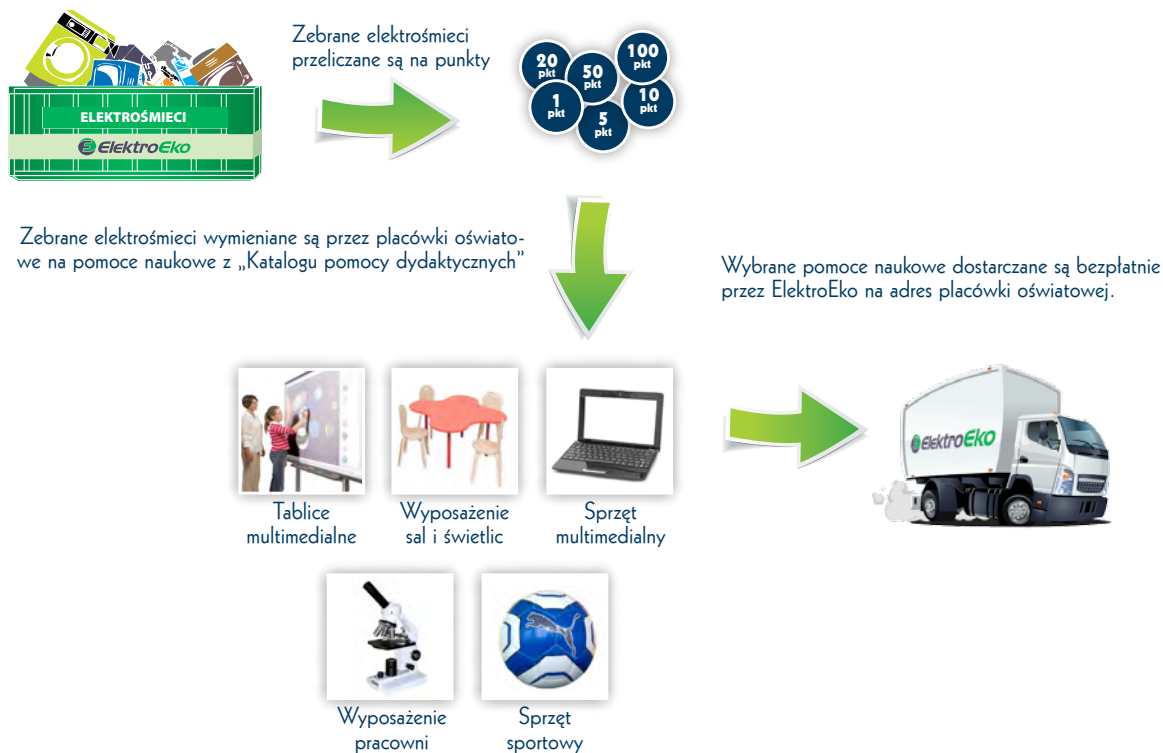 Zebrane elektrośmieci
przeliczane są na punkty
20
pkt
50
pkt
100
pkt
1
pkt
5
pkt
10
pkt
ELEKTROŚMIECI
ElektroEko
Zebrane elektrośmieci wymieniane są przez placówki oświato-
we na pomoce naukowe z „Katalogu pomocy dydaktycznych”
Wybrane pomoce naukowe dostarczane są bezpłatnie
przez ElektroEko na adres placówki oświatowej.
ElektroEko
Tablice
multimedialne
Wyposażenie
sal i świetlic
Sprzęt
multimedialny
Wyposażenie
pracowni
Sprzęt
sportowy